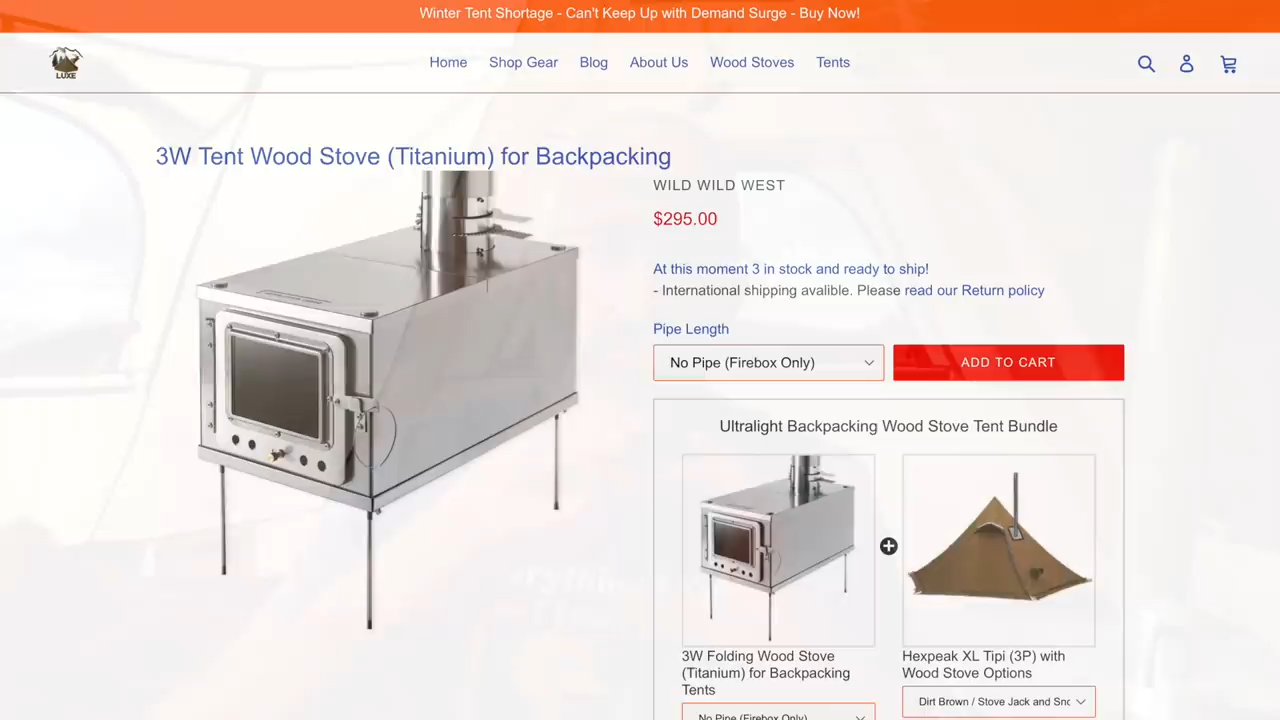 Winter Tent Shortage - Can't Keep Up with Demand Surge - Buy Now!
LUXE
Home
Shop Gear
Blog
About Us
Wood Stoves
Tents
3W Tent Wood Stove (Titanium) for Backpacking
WILD WILD WEST
$295.00
At this moment 3 in stock and ready to ship!
- International shipping avalible. Please read our Return policy
Pipe Length
No Pipe (Firebox Only)
ADD TO CART
Ultralight Backpacking Wood Stove Tent Bundle
3W Folding Wood Stove
(Titanium) for Backpacking
Tents
No Pipe (Firebox Only)
Hexpeak XL Tipi (3P) with
Wood Stove Options
Dirt Brown / Stove Jack and Snc